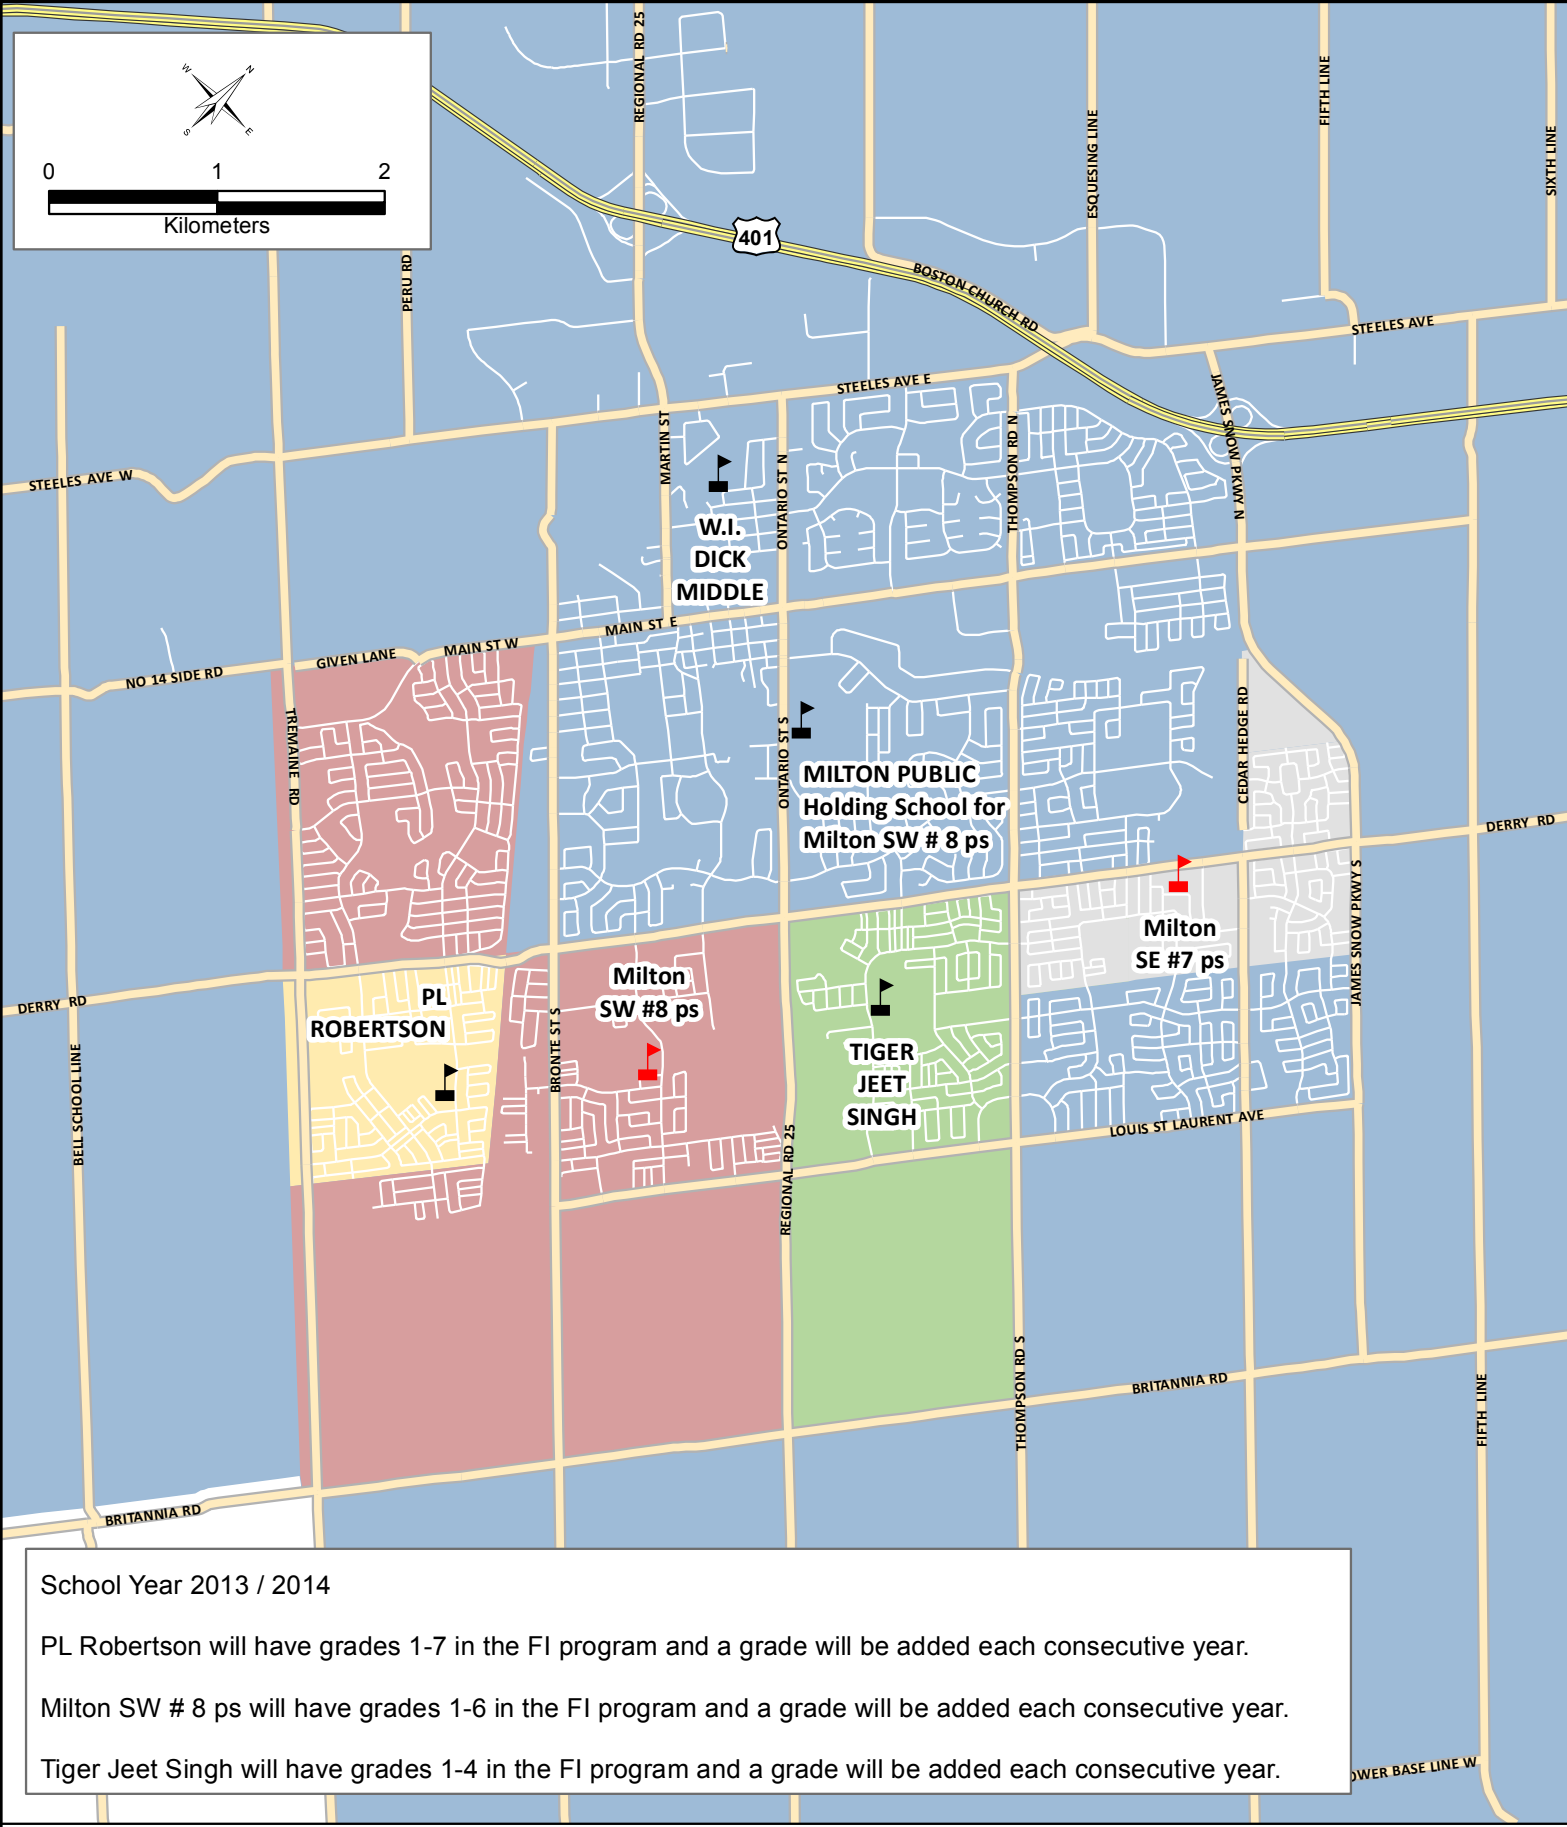 REGIONAL RD 25
FIFTH LINE
ESQUESING LINE
SIXTH LINE
W
N
S
E
0 1 2
Kilometers
401
PERU RD
BOSTON CHURCH RD
STEELES AVE
STEELES AVE E
JAMES SNOW PKWY N
MARTIN ST
ONTARIO ST N
THOMPSON RD N
STEELES AVE W
W.I.
DICK
MIDDLE
MAIN ST E
MAIN ST W
GIVEN LANE
NO 14 SIDE RD
TREMAINE RD
ONTARIO ST S
CEDAR HEDGE RD
MILTON PUBLIC
Holding School for
Milton SW # 8 ps
DERRY RD
JAMES SNOW PKWY S
Milton
SE #7 ps
Milton
SW #8 ps
PL
ROBERTSON
DERRY RD
BRONTE ST S
TIGER
JEET
SINGH
BELL SCHOOL LINE
REGIONAL RD 25
LOUIS ST LAURENT AVE
THOMPSON RD S
BRITANNIA RD
FIFTH LINE
BRITANNIA RD
School Year 2013 / 2014
PL Robertson will have grades 1-7 in the FI program and a grade will be added each consecutive year.
Milton SW # 8 ps will have grades 1-6 in the FI program and a grade will be added each consecutive year.
Tiger Jeet Singh will have grades 1-4 in the FI program and a grade will be added each consecutive year.
OWER BASE LINE W